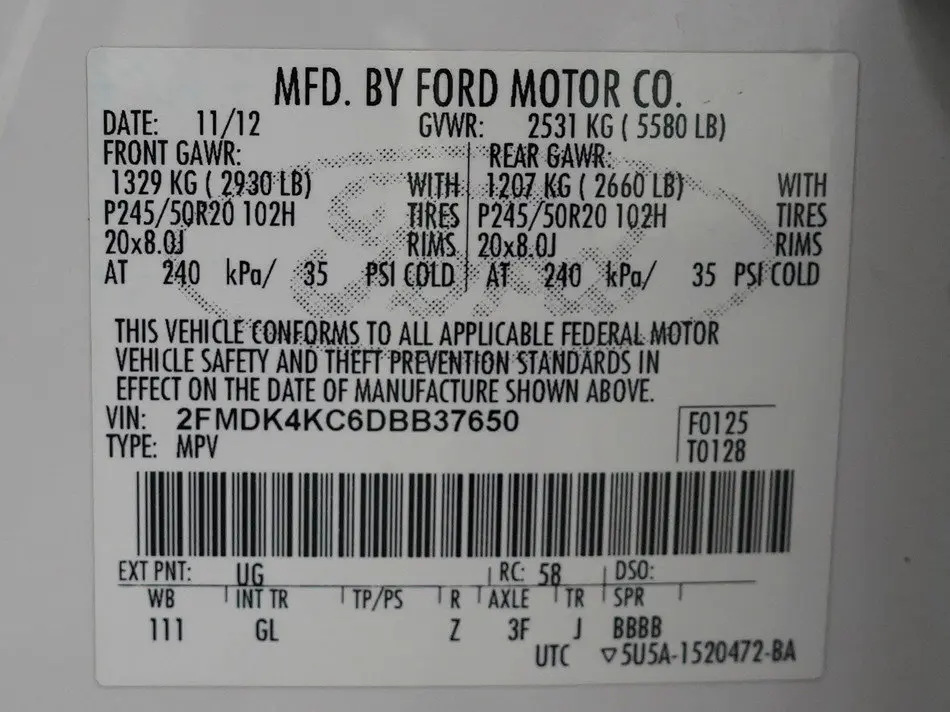 MFD. BY FORD MOTOR CO.
DATE: 11/12 GVWR: 2531 KG ( 5580 LB)
FRONT GAWR: REAR GAWR:
1329 KG ( 2930 LB) WITH 1207 KG ( 2660 LB) WITH
P245/50R20 102H TIRES P245/50R20 102H TIRES
20x8.0J RIMS 20x8.0J RIMS
AT 240 kPa/ 35 PSI COLD AT 240 kPa/ 35 PSI COLD
Ford
THIS VEHICLE CONFORMS TO ALL APPLICABLE FEDERAL MOTOR
VEHICLE SAFETY AND THEFT PREVENTION STANDARDS IN
EFFECT ON THE DATE OF MANUFACTURE SHOWN ABOVE.
VIN: 2FMDK4KC6DBB37650 F0125
TYPE: MPV T0128
EXT PNT: UG RC: 58 DSO:
WB INT TR TP/PS R AXLE TR SPR
111 GL Z 3F J BBBB
UTC ▽5U5A-1520472-BA